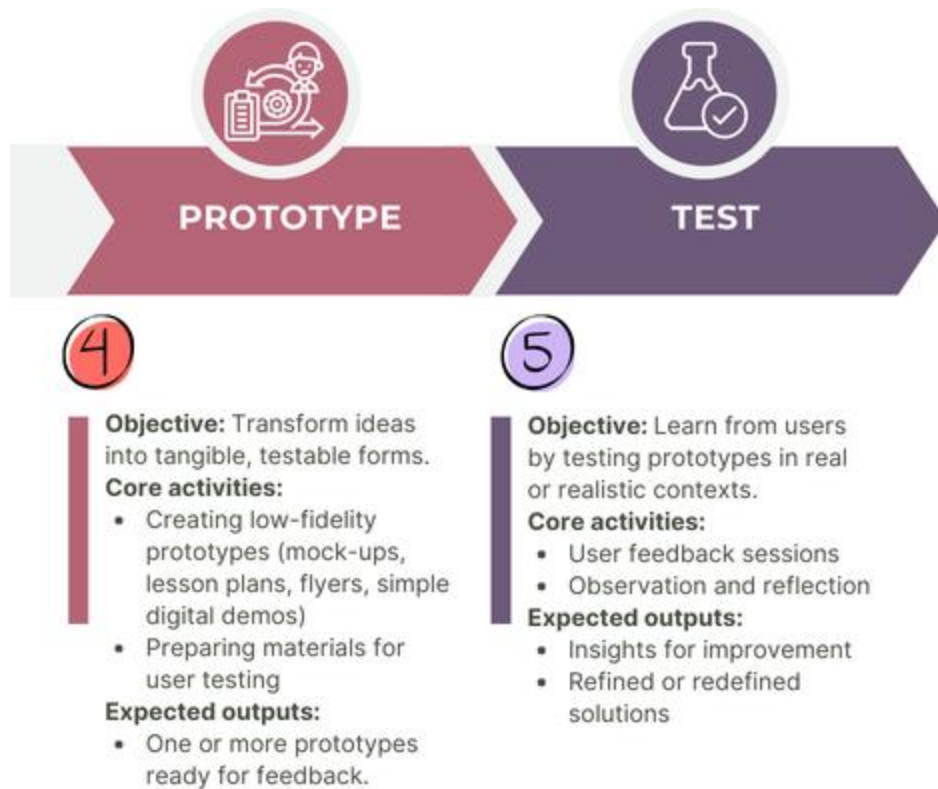 PROTOTYPE
TEST
4
Objective: Transform ideas
into tangible, testable forms.
Core activities:
• Creating low-fidelity
prototypes (mock-ups,
lesson plans, flyers, simple
digital demos)
• Preparing materials for
user testing
Expected outputs:
• One or more prototypes
ready for feedback.
5
Objective: Learn from users
by testing prototypes in real
or realistic contexts.
Core activities:
• User feedback sessions
• Observation and reflection
Expected outputs:
• Insights for improvement
• Refined or redefined
solutions